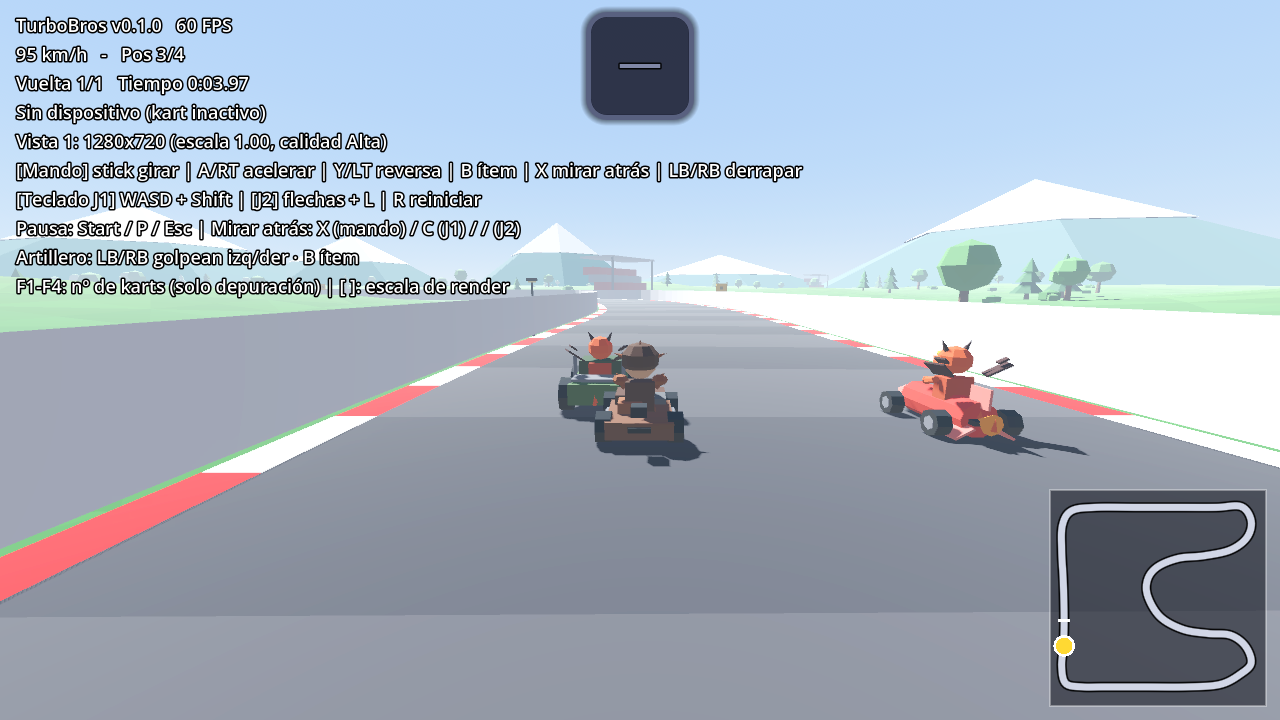 TurboBros v0.1.0   60 FPS
95 km/h  -  Pos 3/4
Vuelta 1/1   Tiempo 0:03.97
Sin dispositivo (kart inactivo)
Vista 1: 1280x720 (escala 1.00, calidad Alta)
[Mando] stick girar | A/RT acelerar | Y/LT reversa | B ítem | X mirar atrás | LB/RB derrapar
[Teclado J1] WASD + Shift | [J2] flechas + L | R reiniciar
Pausa: Start / P / Esc | Mirar atrás: X (mando) / C (J1) / / (J2)
Artillero: LB/RB golpean izq/der · B ítem
F1-F4: nº de karts (solo depuración) | [ ]: escala de render